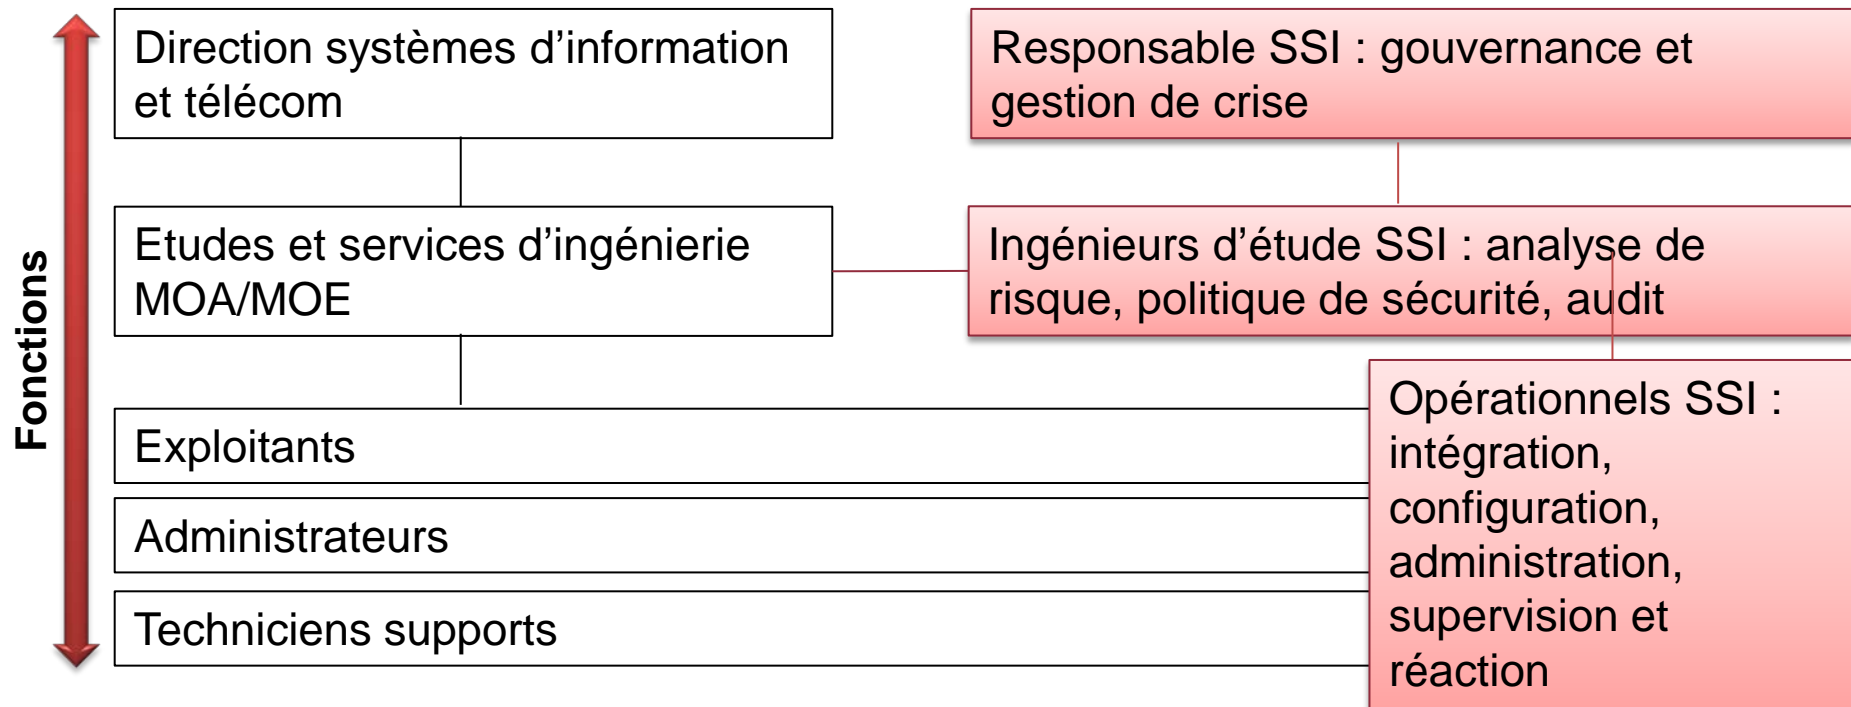 Fonctions
Direction systèmes d’information
et télécom
Responsable SSI : gouvernance et
gestion de crise
Etudes et services d’ingénierie
MOA/MOE
Ingénieurs d’étude SSI : analyse de
risque, politique de sécurité, audit
Exploitants
Administrateurs
Techniciens supports
Opérationnels SSI :
intégration,
configuration,
administration,
supervision et
réaction